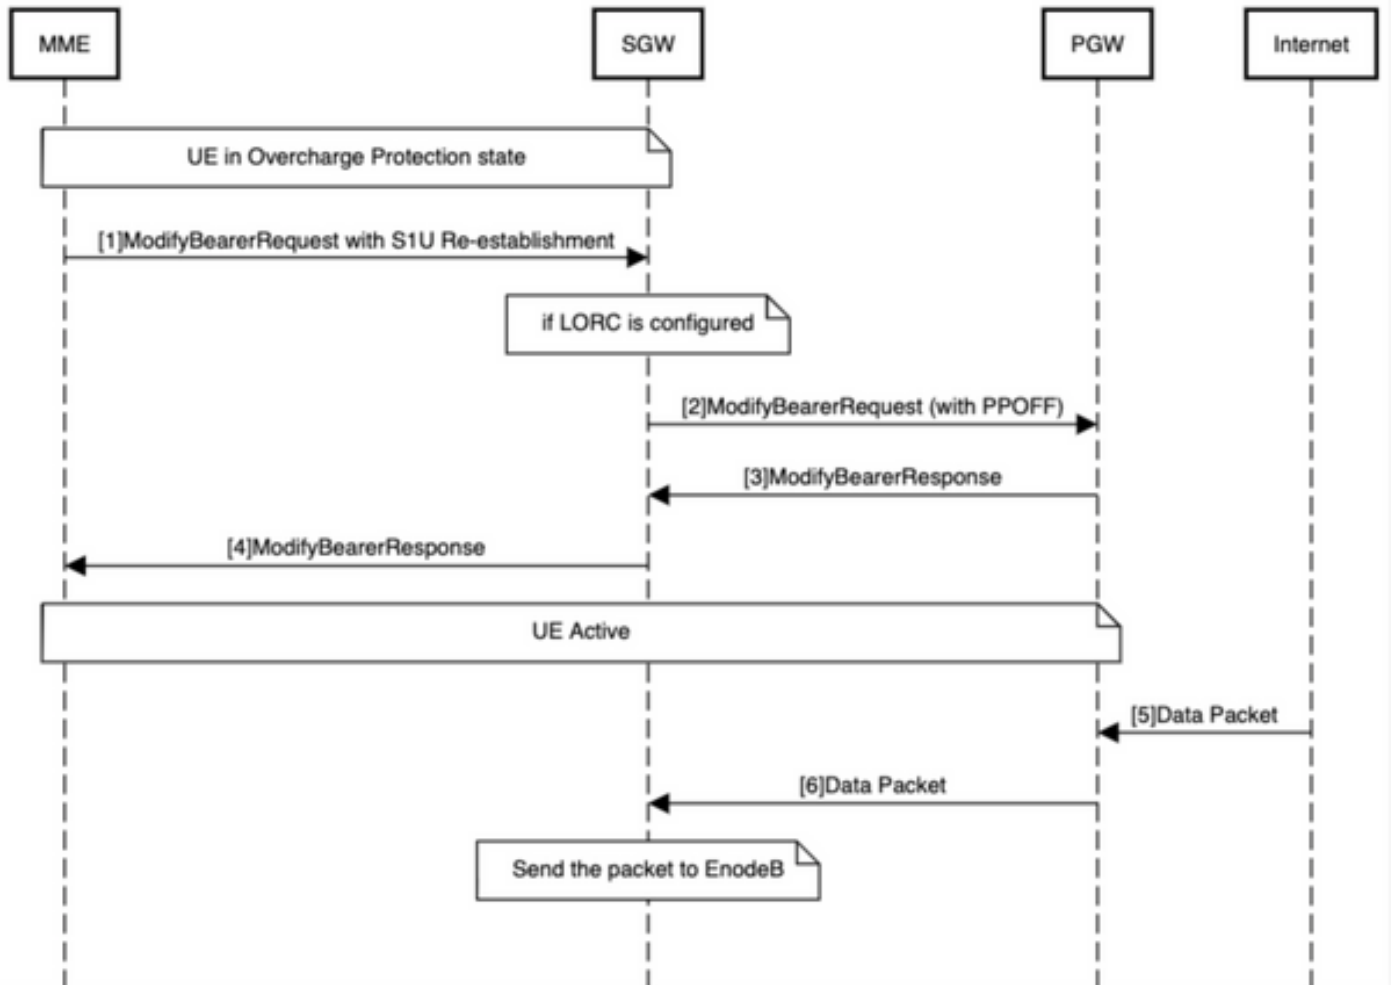 MME
SGW
PGW
Internet
UE in Overcharge Protection state
[1]ModifyBearerRequest with S1U Re-establishment
if LORC is configured
[2]ModifyBearerRequest (with PPOFF)
[3]ModifyBearerResponse
[4]ModifyBearerResponse
UE Active
[5]Data Packet
[6]Data Packet
Send the packet to EnodeB